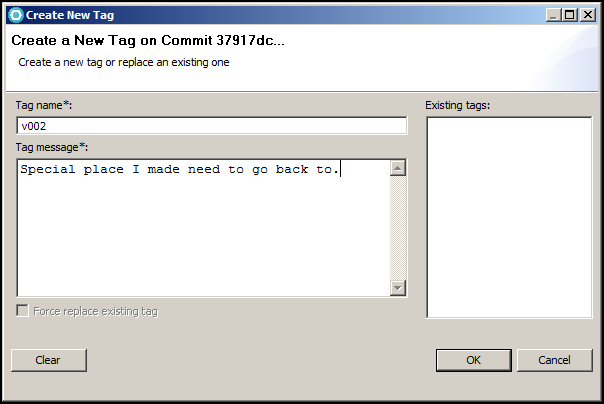 Create New Tag
Create a New Tag on Commit 37917dc...
Create a new tag or replace an existing one
Tag name*:
Existing tags:
v002
Tag message*:
Special place I made need to go back to.
Force replace existing tag
Clear
OK
Cancel